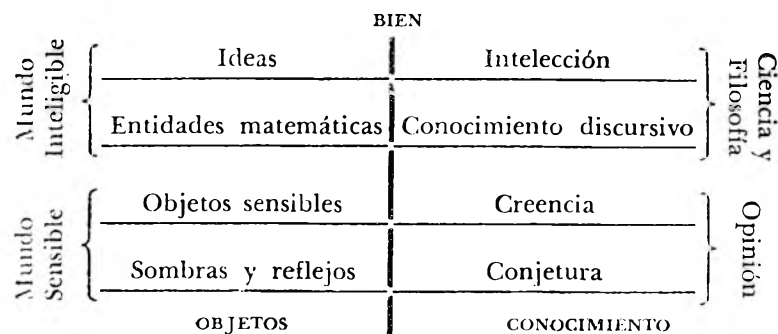 BIEN
Mundo
Inteligible
Ideas
Intelección
Ciencia y
Filosofía
Entidades matemáticas
Conocimiento discursivo
Mundo
Sensible
Objetos sensibles
Creencia
Opinión
Sombras y reflejos
Conjetura
OBJETOS
CONOCIMIENTO